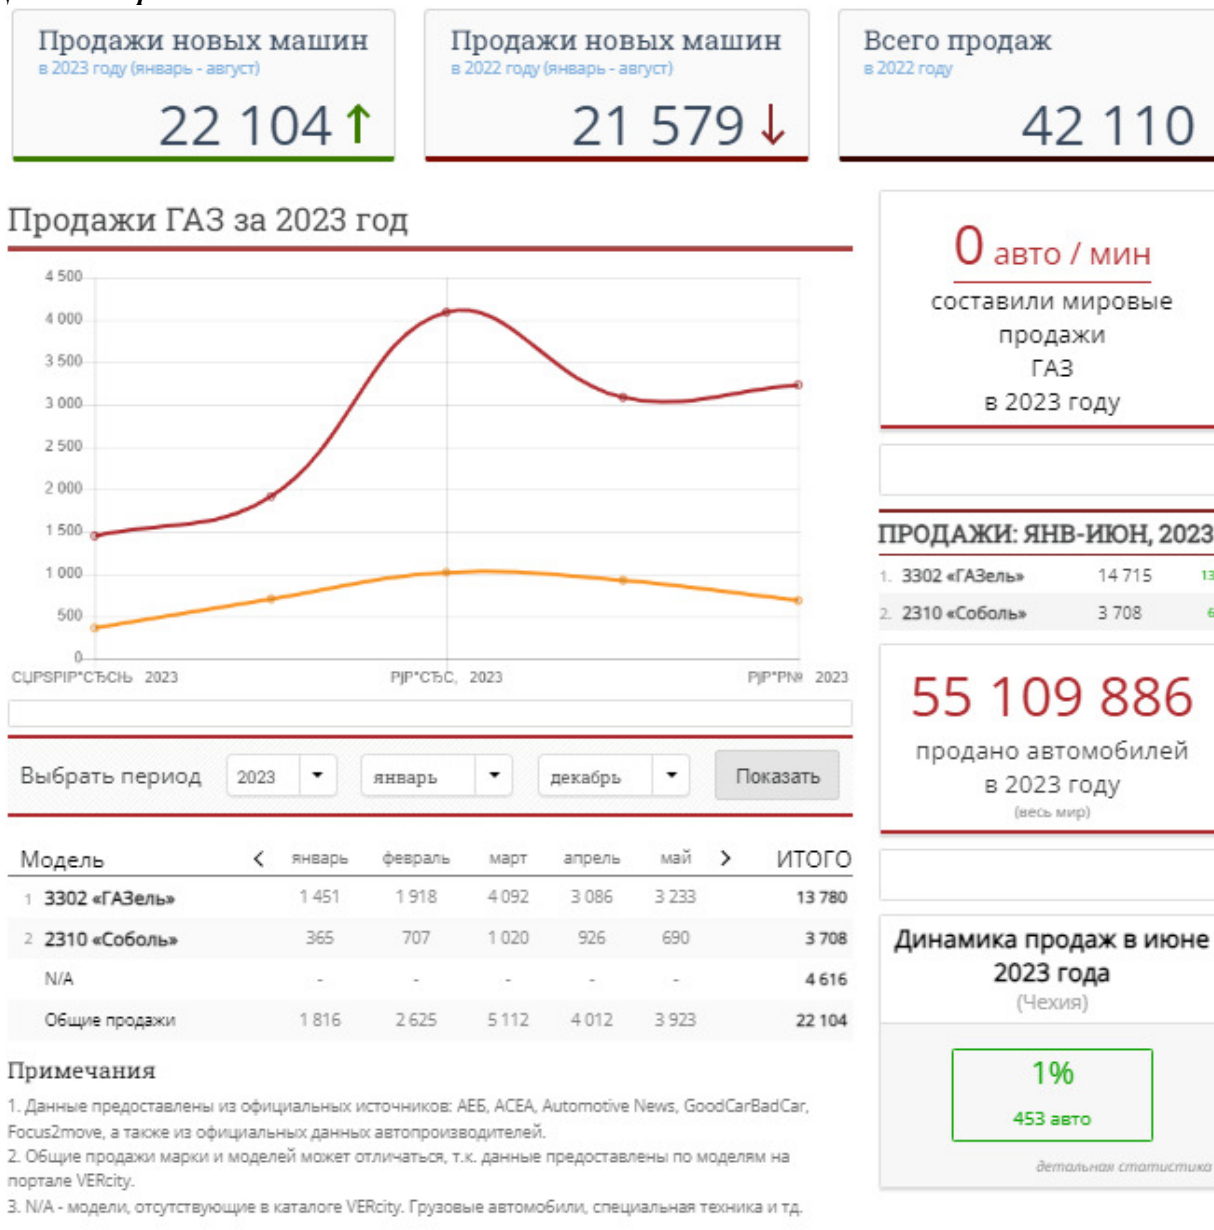 Продажи новых машин
в 2023 году (январь - август)
22 104
Продажи новых машин
в 2022 году (январь - август)
21 579
Всего продаж
в 2022 году
42 110
Продажи ГАЗ за 2023 год
4 500
4 000
3 500
3 000
2 500
2 000
1 500
1 000
500
0
2023
2023
2023
Выбрать период 2023 январь декабрь Показать
Модель < январь февраль март апрель май > ИТОГО
1 3302 «ГАЗель» 1 451 1 918 4 092 3 086 3 233 13 780
2 2310 «Соболь» 365 707 1 020 926 690 3 708
N/A - - - - - 4 616
Общие продажи 1 816 2 625 5 112 4 012 3 923 22 104
Примечания
1. Данные предоставлены из официальных источников: АЕБ, ACEA, Automotive News, GoodCarBadCar,
Focus2move, а также из официальных данных автопроизводителей.
2. Общие продажи марки и моделей может отличаться, т.к. данные предоставлены по моделям на
портале VERcity.
3. N/A - модели, отсутствующие в каталоге VERcity. Грузовые автомобили, специальная техника и тд.
0 авто / мин
составили мировые
продажи
ГАЗ
в 2023 году
ПРОДАЖИ: ЯНВ-ИЮН, 2023
1. 3302 «ГАЗель» 14 715 13
2. 2310 «Соболь» 3 708 6
55 109 886
продано автомобилей
в 2023 году
(весь мир)
Динамика продаж в июне
2023 года
(Чехия)
1%
453 авто
детальная статистика